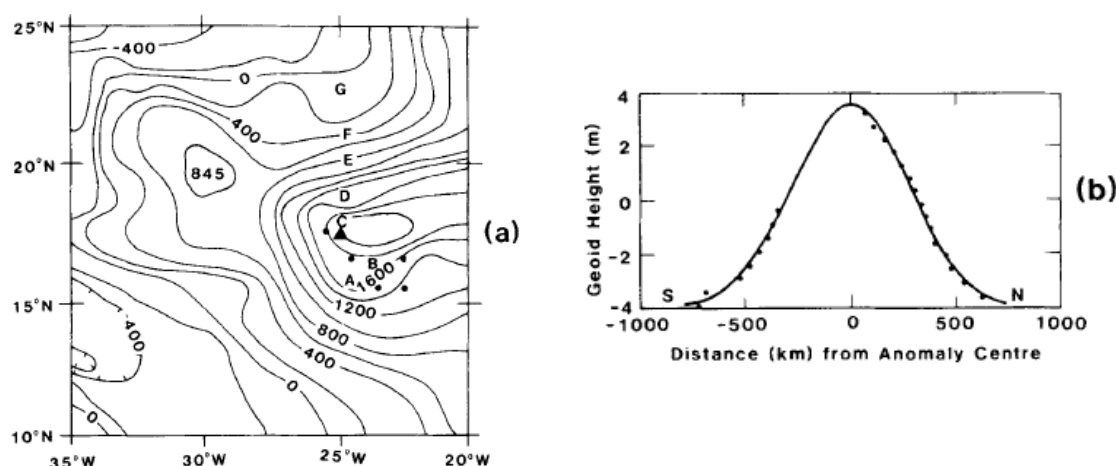 25°N
-400
0
G
400
F
E
20°N
845
D
C
B
A
1600
15°N
1200
800
-400
400
0
0
10°N
35°W
30°W
25°W
20°W
(a)
4
2
0
-2
-4
Geoid Height (m)
S
N
-1000
-500
0
500
1000
Distance (km) from Anomaly Centre
(b)